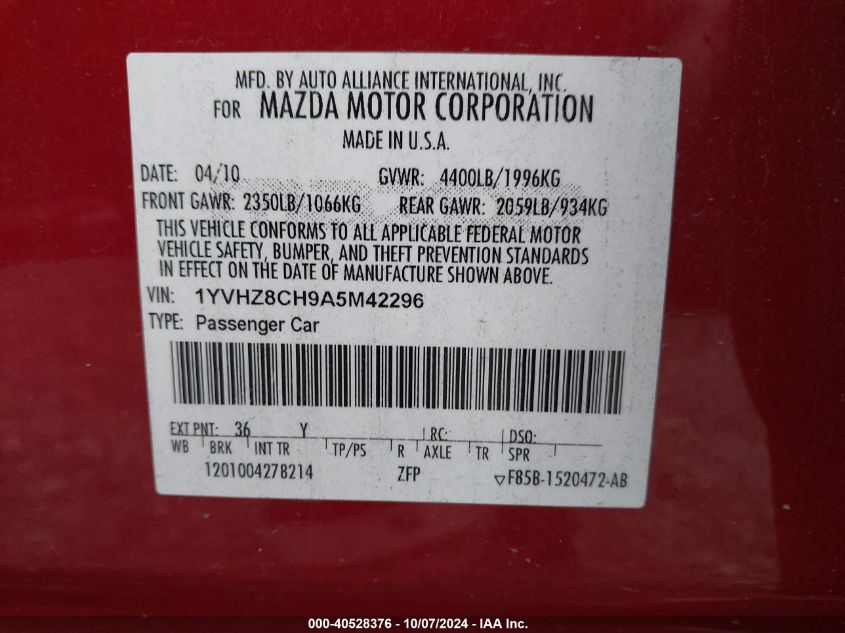 MFD. BY AUTO ALLIANCE INTERNATIONAL, INC.
FOR MAZDA MOTOR CORPORATION
MADE IN U.S.A.
DATE: 04/10 GVWR: 4400LB/1996KG
FRONT GAWR: 2350LB/1066KG REAR GAWR: 2059LB/934KG
THIS VEHICLE CONFORMS TO ALL APPLICABLE FEDERAL MOTOR
VEHICLE SAFETY, BUMPER, AND THEFT PREVENTION STANDARDS
IN EFFECT ON THE DATE OF MANUFACTURE SHOWN ABOVE.
VIN: 1YVHZ8CH9A5M42296
TYPE: Passenger Car
EXT PNT: 36 Y RC: DSO:
WB BRK INT TR TP/PS R AXLE TR SPR
1201004278214 ZFP ▽F85B-1520472-AB
000-40528376 - 10/07/2024 - IAA Inc.